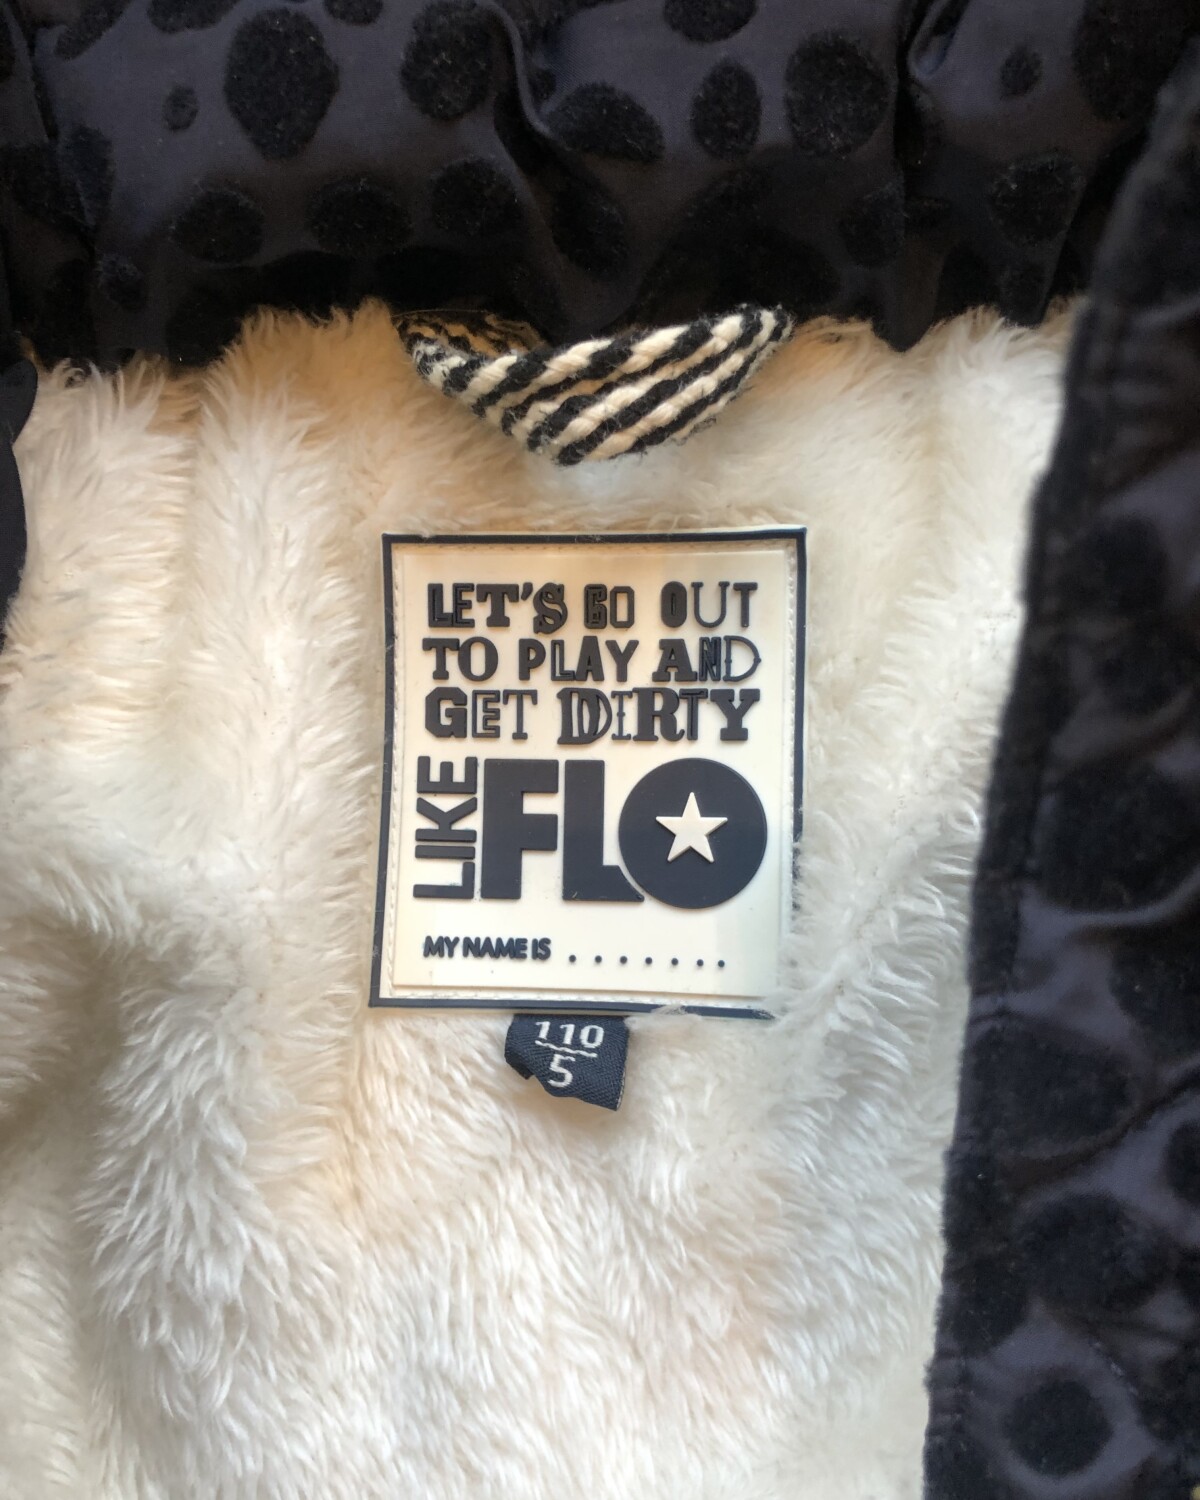 LET'S GO OUT
TO PLAY AND
GET DIRTY
LIKE FLO
MY NAME IS .......
110
5